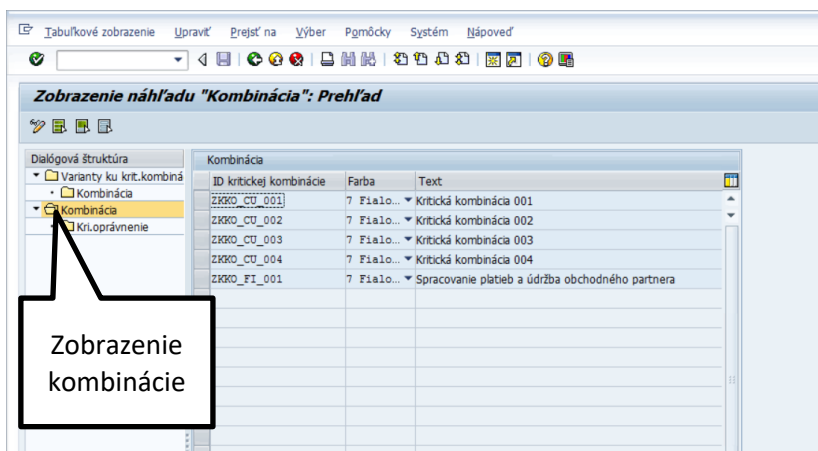 Tabuľkové zobrazenie Upraviť Prejsť na Výber Pomôcky Systém Nápoveď
Zobrazenie náhľadu "Kombinácia": Prehľad
Dialógová štruktúra
Varianty ku krit.kombiná
Kombinácia
Kombinácia
Kri.oprávnenie
Kombinácia
ID kritickej kombinácie Farba Text
ZKKO_CU_001 7 Fialo... Kritická kombinácia 001
ZKKO_CU_002 7 Fialo... Kritická kombinácia 002
ZKKO_CU_003 7 Fialo... Kritická kombinácia 003
ZKKO_CU_004 7 Fialo... Kritická kombinácia 004
ZKKO_FI_001 7 Fialo... Spracovanie platieb a údržba obchodného partnera
Zobrazenie
kombinácie